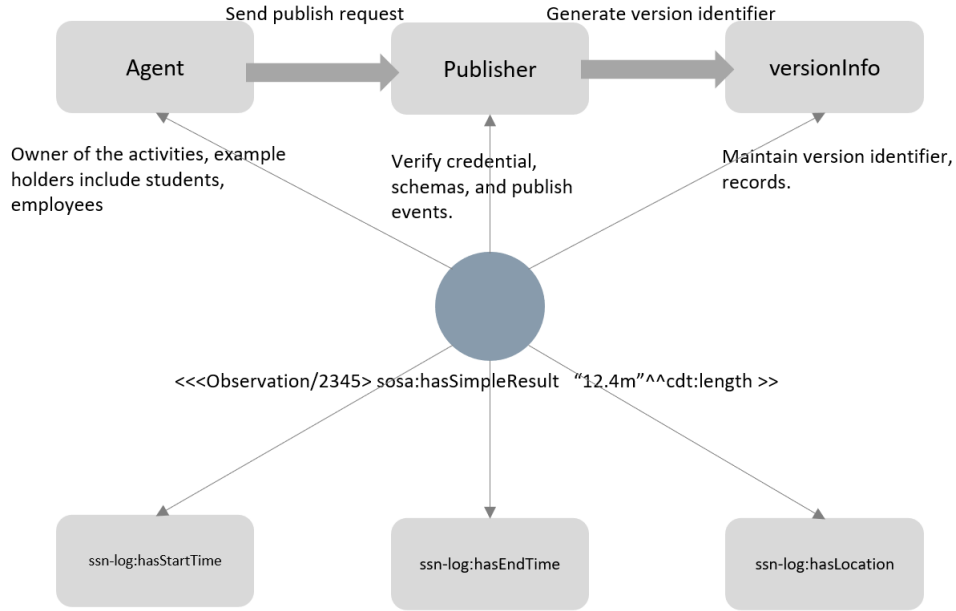 Send publish request
Generate version identifier
Agent
Publisher
versionInfo
Owner of the activities, example
holders include students,
employees
Verify credential,
schemas, and publish
events.
Maintain version identifier,
records.
<<<Observation/2345> sosa:hasSimpleResult “12.4m”^^cdt:length >>
ssn-log:hasStartTime
ssn-log:hasEndTime
ssn-log:hasLocation